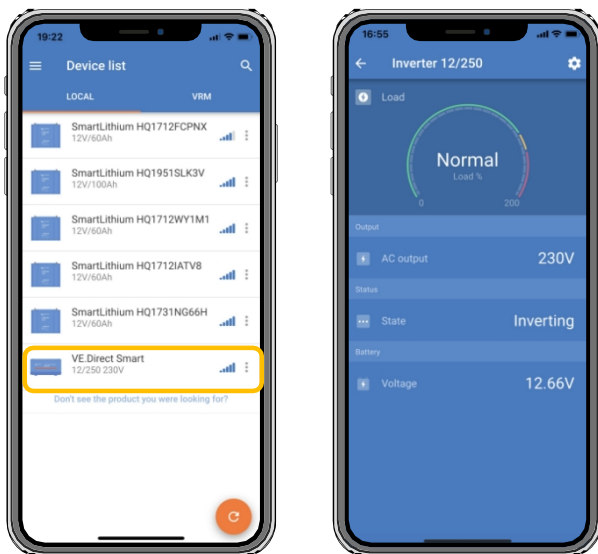 19:22
Device list
LOCAL VRM
SmartLithium HQ1712FCPNX
12V/60Ah
SmartLithium HQ1951SLK3V
12V/100Ah
SmartLithium HQ1712WY1M1
12V/60Ah
SmartLithium HQ1712IATV8
12V/60Ah
SmartLithium HQ1731NG66H
12V/60Ah
VE.Direct Smart
12/250 230V
Don't see the product you were looking for?
16:55
Inverter 12/250
Load
Normal
Load %
0 200
Output
AC output 230V
Status
State Inverting
Battery
Voltage 12.66V